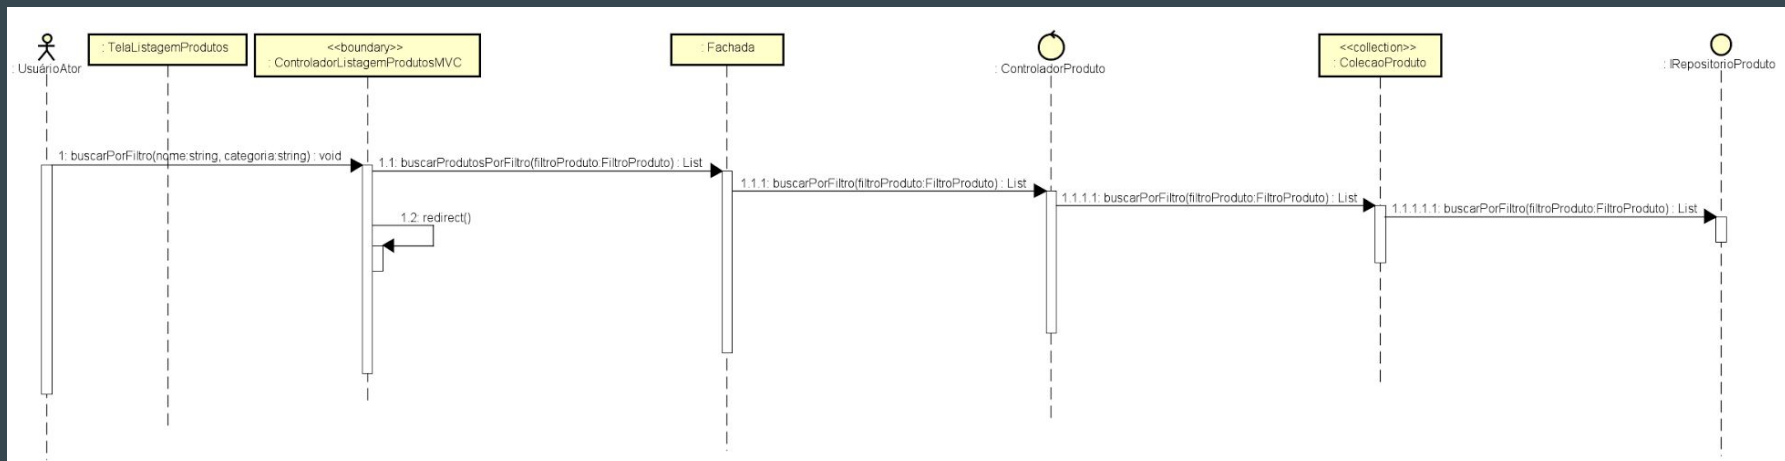 : UsuárioAtor
: TelaListagemProdutos
<<boundary>>
: ControladorListagemProdutosMVC
: Fachada
: ControladorProduto
<<collection>>
: ColecaoProduto
: IRepositorioProduto
1: buscarPorFiltro(nome:string, categoria:string) : void
1.1: buscarProdutosPorFiltro(filtroProduto:FiltroProduto) : List
1.1.1: buscarPorFiltro(filtroProduto:FiltroProduto) : List
1.1.1.1: buscarPorFiltro(filtroProduto:FiltroProduto) : List
1.1.1.1.1: buscarPorFiltro(filtroProduto:FiltroProduto) : List
1.2: redirect()